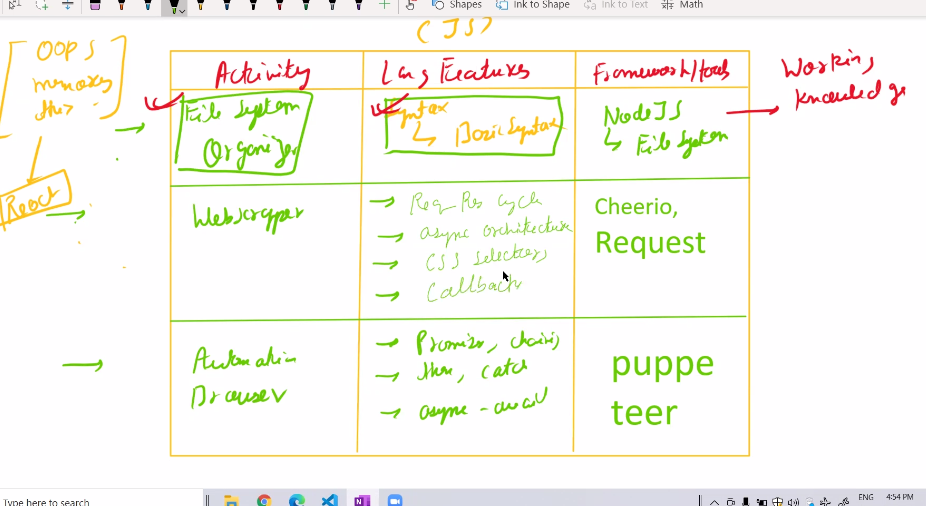 Shapes Ink to Shape Ink to Text Math
(JS)
OOPS
memory
this
React
Activity Lang Features Framework/tools
Working
knowledge
File System
Organizer
Syntax
Basic Syntax
NodeJS
File System
Webscrapper
Req Res cycle
async architecture
CSS selectors
Callback
Cheerio,
Request
Automation
Browser
Promises, chaining
then, catch
async - await
puppe
teer
Type here to search
ENG 4:54 PM